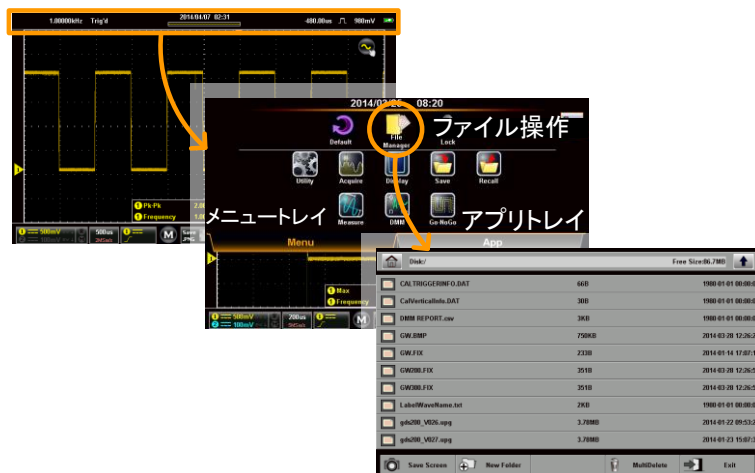 1.00000kHz Trig'd 2014/04/07 02:31 -480.00us 980mV
Pk-Pk
Frequency
500mV 500us M Save
2014/03/28 08:20
Default File Manager Lock
ファイル操作
Utility Acquire Display Save Recall
Measure DMM Go-NoGo
メニュートレイ
アプリトレイ
Menu App
Max
Frequency
500mV 200us M
100mV
Disk:/ Free Size:86.7MB
CALTRIGGERINFO.DAT 66B 1980-01-01 00:00:0
CalVerticalInfo.DAT 30B 1980-01-01 00:00:0
DMM REPORT.csv 3KB 1980-01-01 00:00:0
GW.BMP 750KB 2014-03-28 12:26:2
GW.FIX 233B 2014-01-14 17:07:1
GW200.FIX 351B 2014-03-28 12:26:5
GW300.FIX 351B 2014-03-28 12:26:5
LabelWaveName.txt 2KB 1980-01-01 00:00:0
gds200_V026.upg 3.78MB 2014-01-22 09:53:2
gds200_V027.upg 3.78MB 2014-01-23 15:07:3
Save Screen New Folder MultiDelete Exit